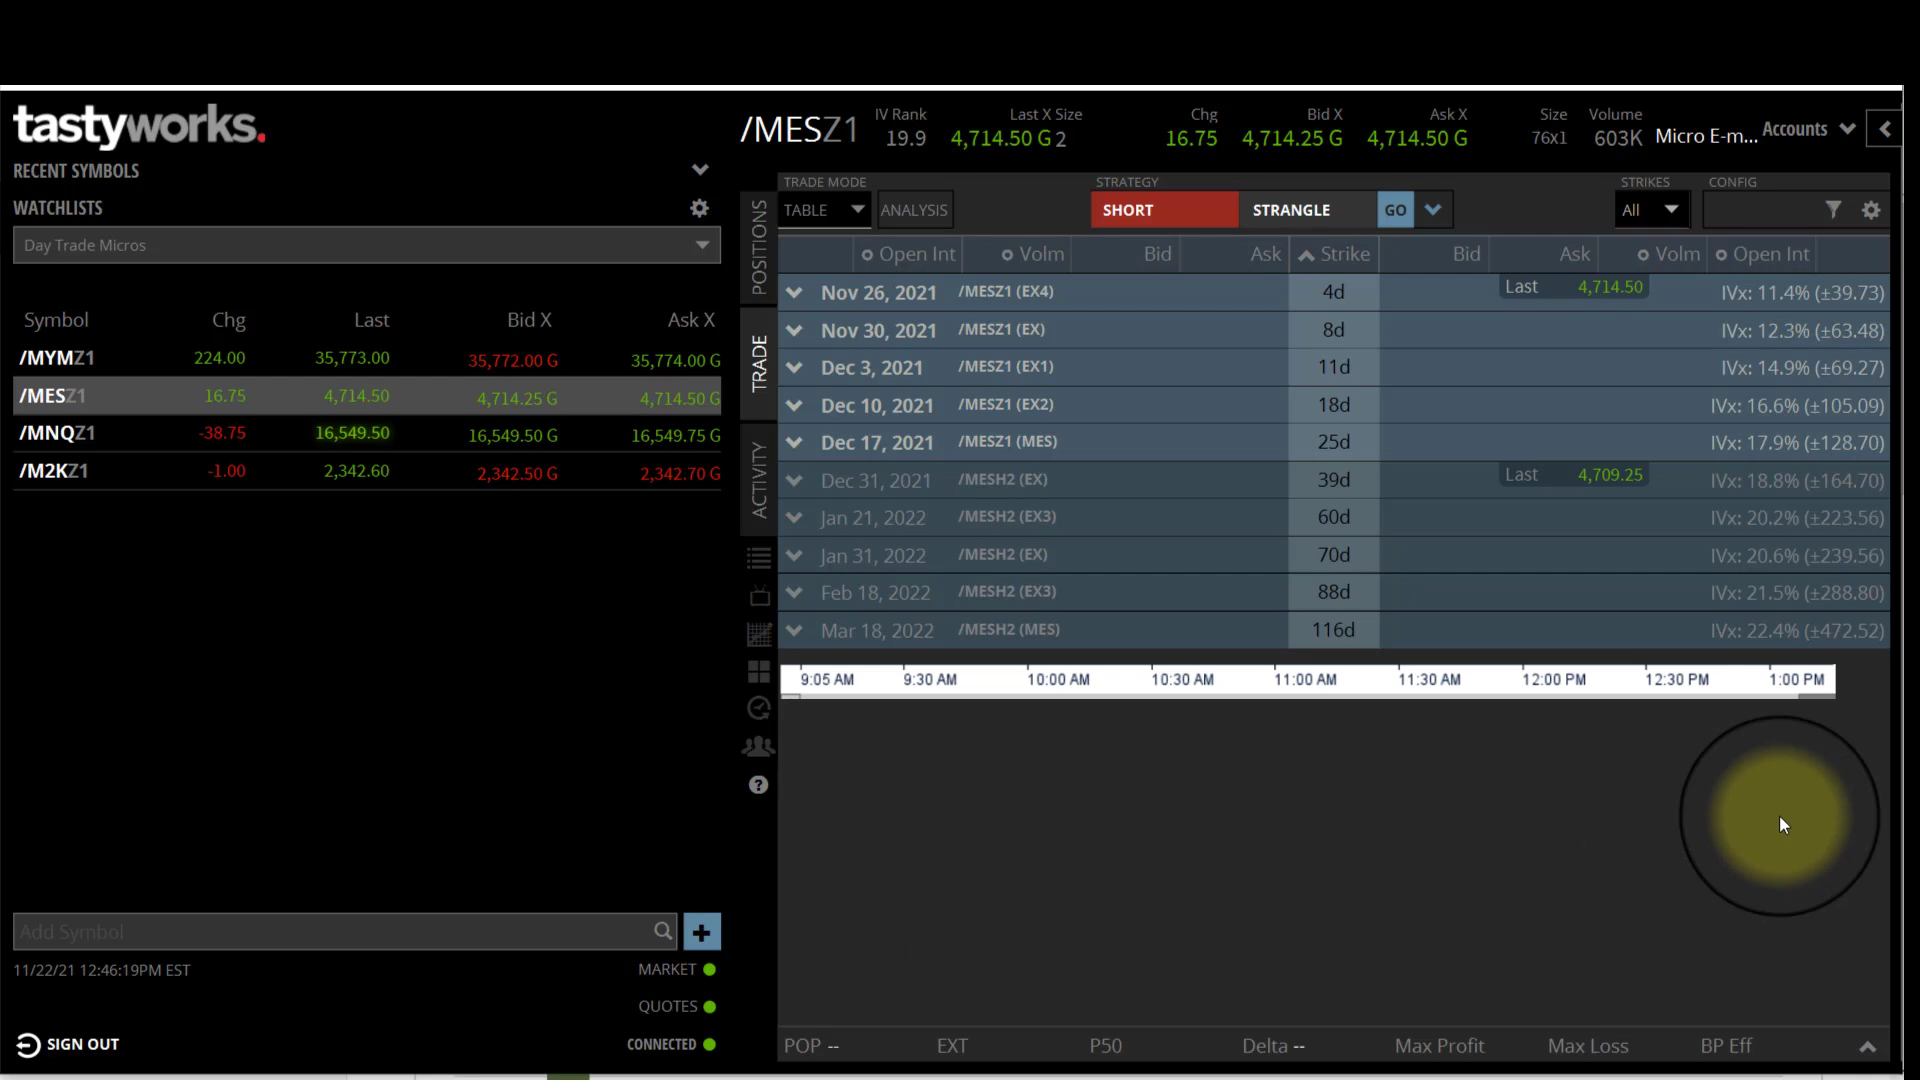 tastyworks.
RECENT SYMBOLS
WATCHLISTS
Day Trade Micros
Symbol Chg Last Bid X Ask X
/MYMZ1 224.00 35,773.00 35,772.00 G 35,774.00 G
/MESZ1 16.75 4,714.50 4,714.25 G 4,714.50 G
/MNQZ1 -38.75 16,549.50 16,549.50 G 16,549.75 G
/M2KZ1 -1.00 2,342.60 2,342.50 G 2,342.70 G
Add Symbol
11/22/21 12:46:19PM EST
MARKET
QUOTES
SIGN OUT CONNECTED
/MESZ1
IV Rank Last X Size Chg Bid X Ask X Size Volume
19.9 4,714.50 G 2 16.75 4,714.25 G 4,714.50 G 76x1 603K Micro E-m... Accounts
POSITIONS
TRADE
ACTIVITY
TRADE MODE STRATEGY STRIKES CONFIG
TABLE ANALYSIS SHORT STRANGLE GO All
Open Int Volm Bid Ask Strike Bid Ask Volm Open Int
Nov 26, 2021 /MESZ1 (EX4) 4d Last 4,714.50 IVx: 11.4% (±39.73)
Nov 30, 2021 /MESZ1 (EX) 8d IVx: 12.3% (±63.48)
Dec 3, 2021 /MESZ1 (EX1) 11d IVx: 14.9% (±69.27)
Dec 10, 2021 /MESZ1 (EX2) 18d IVx: 16.6% (±105.09)
Dec 17, 2021 /MESZ1 (MES) 25d IVx: 17.9% (±128.70)
Dec 31, 2021 /MESH2 (EX) 39d Last 4,709.25 IVx: 18.8% (±164.70)
Jan 21, 2022 /MESH2 (EX3) 60d IVx: 20.2% (±223.56)
Jan 31, 2022 /MESH2 (EX) 70d IVx: 20.6% (±239.56)
Feb 18, 2022 /MESH2 (EX3) 88d IVx: 21.5% (±288.80)
Mar 18, 2022 /MESH2 (MES) 116d IVx: 22.4% (±472.52)
9:05 AM 9:30 AM 10:00 AM 10:30 AM 11:00 AM 11:30 AM 12:00 PM 12:30 PM 1:00 PM
?
POP -- EXT P50 Delta -- Max Profit Max Loss BP Eff